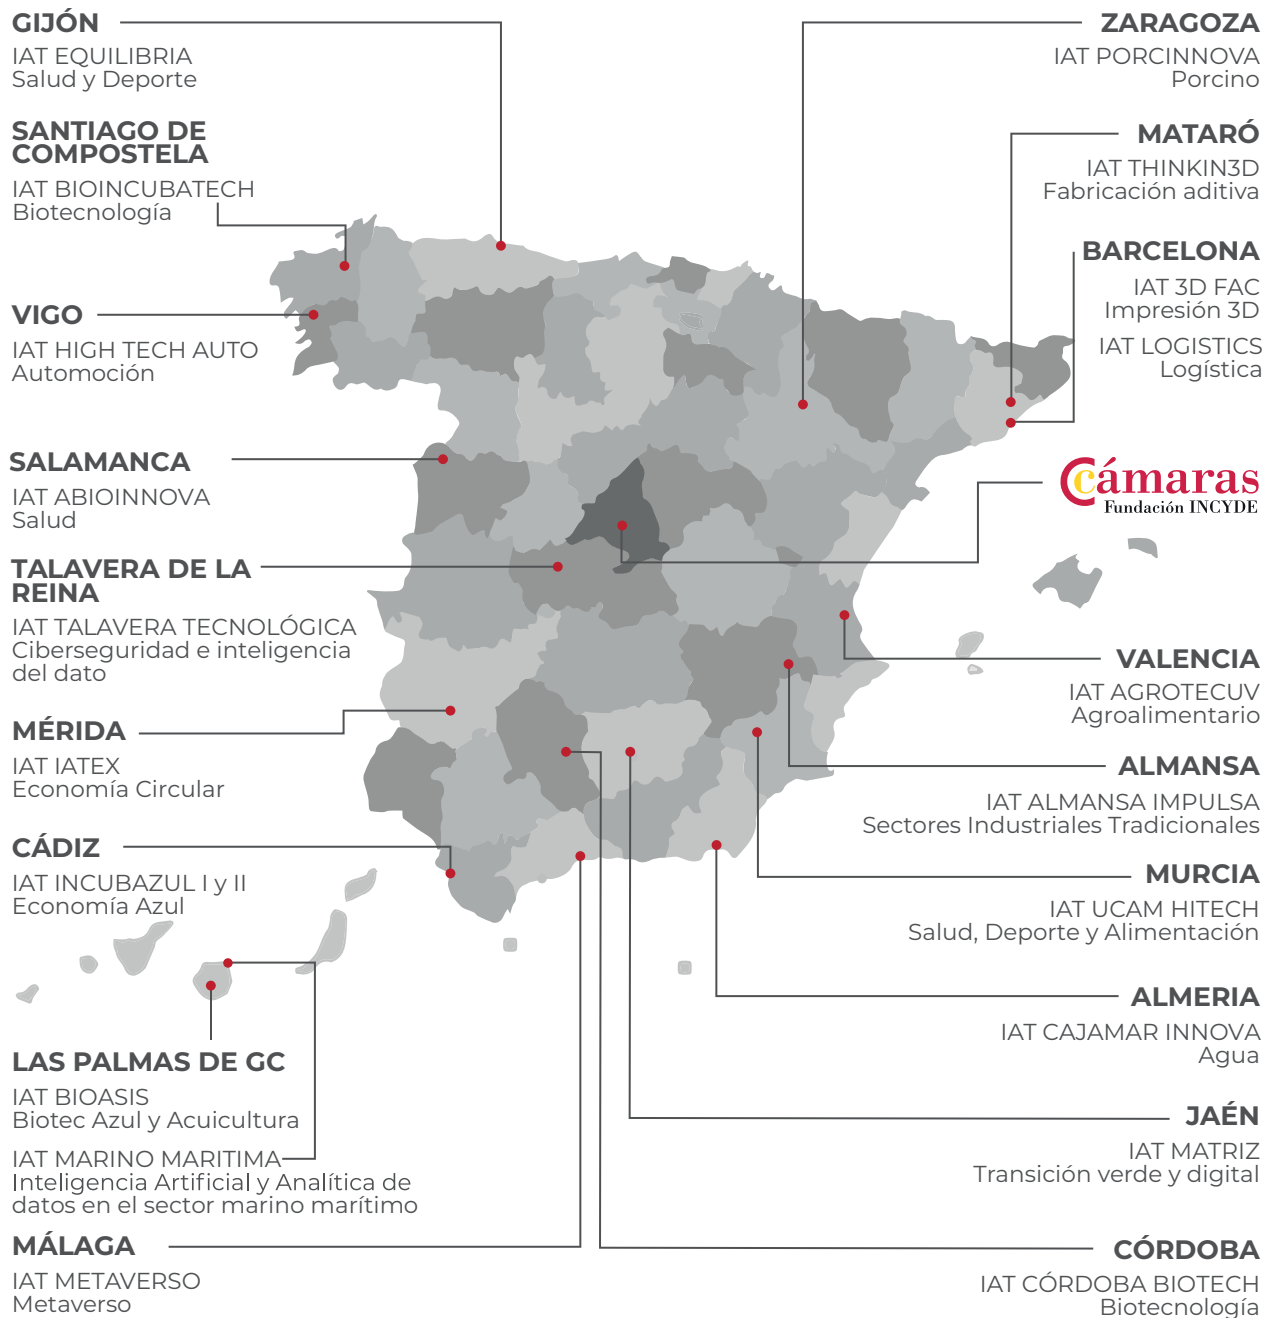 GIJÓN
IAT EQUILIBRIA
Salud y Deporte
SANTIAGO DE
COMPOSTELA
IAT BIOINCUBATECH
Biotecnología
VIGO
IAT HIGH TECH AUTO
Automoción
SALAMANCA
IAT ABIOINNOVA
Salud
TALAVERA DE LA
REINA
IAT TALAVERA TECNOLÓGICA
Ciberseguridad e inteligencia
del dato
MÉRIDA
IAT IATEX
Economía Circular
CÁDIZ
IAT INCUBAZUL I y II
Economía Azul
LAS PALMAS DE GC
IAT BIOASIS
Biotec Azul y Acuicultura
IAT MARINO MARITIMA
Inteligencia Artificial y Analítica de
datos en el sector marino marítimo
MÁLAGA
IAT METAVERSO
Metaverso
ZARAGOZA
IAT PORCINNOVA
Porcino
MATARÓ
IAT THINKIN3D
Fabricación aditiva
BARCELONA
IAT 3D FAC
Impresión 3D
IAT LOGISTICS
Logística
Cámaras
Fundación INCYDE
VALENCIA
IAT AGROTECUV
Agroalimentario
ALMANSA
IAT ALMANSA IMPULSA
Sectores Industriales Tradicionales
MURCIA
IAT UCAM HITECH
Salud, Deporte y Alimentación
ALMERIA
IAT CAJAMAR INNOVA
Agua
JAÉN
IAT MATRIZ
Transición verde y digital
CÓRDOBA
IAT CÓRDOBA BIOTECH
Biotecnología